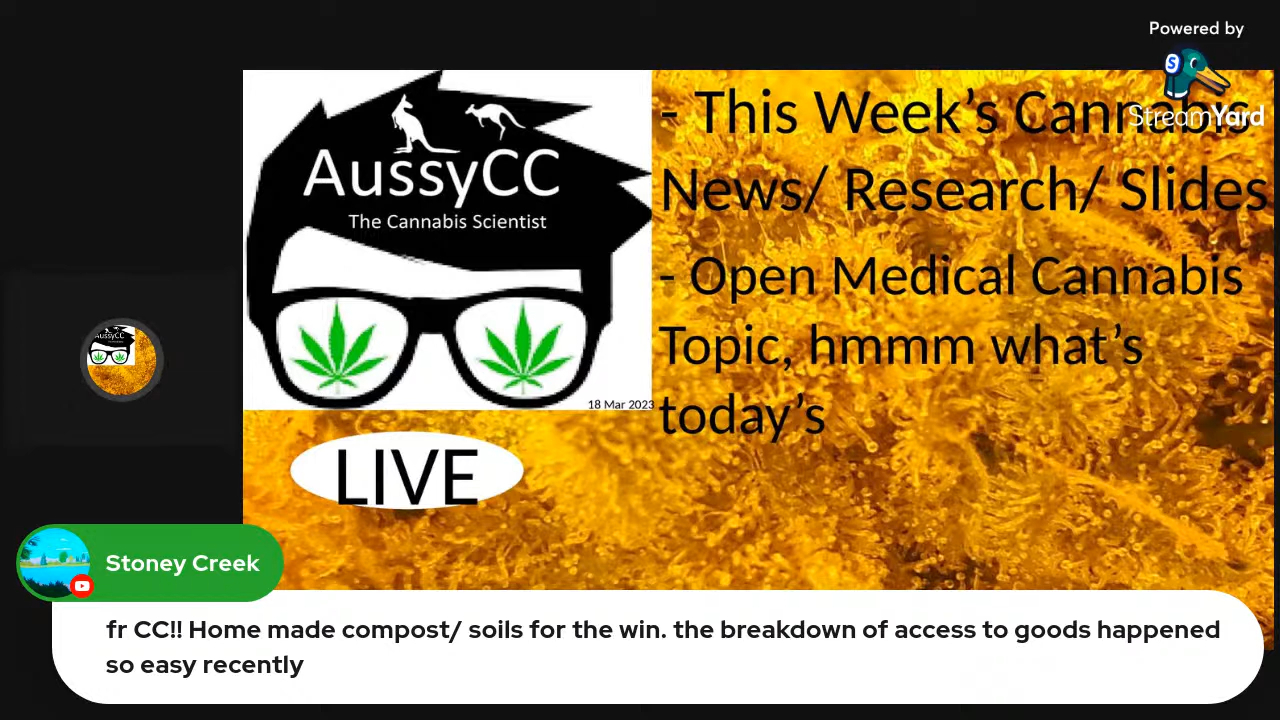 Powered by
StreamYard
AussyCC
The Cannabis Scientist
18 Mar 2023
- This Week's Cannabis
News/ Research/ Slides
- Open Medical Cannabis
Topic, hmmm what's
today's
LIVE
Stoney Creek
fr CC!! Home made compost/ soils for the win. the breakdown of access to goods happened
so easy recently